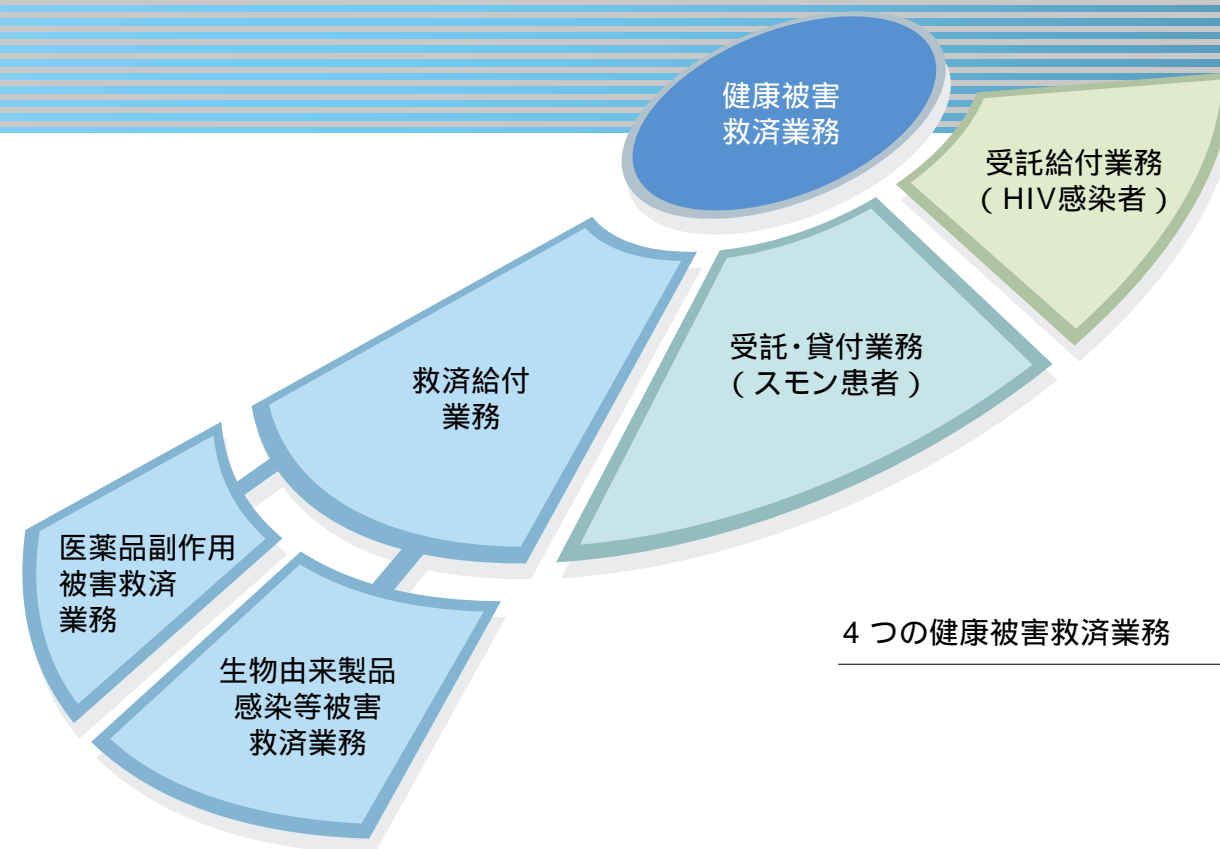 健康被害
救済業務
受託給付業務
（HIV感染者）
受託・貸付業務
（スモン患者）
救済給付
業務
医薬品副作用
被害救済
業務
生物由来製品
感染等被害
救済業務
4つの健康被害救済業務